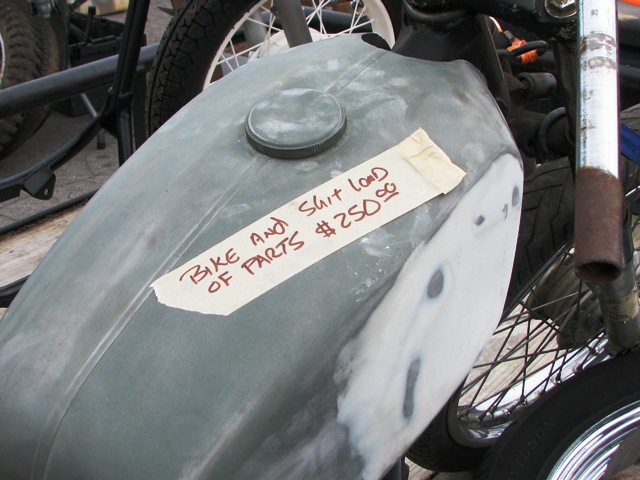 BIKE AND SHIT LOAD
OF PARTS $250.00